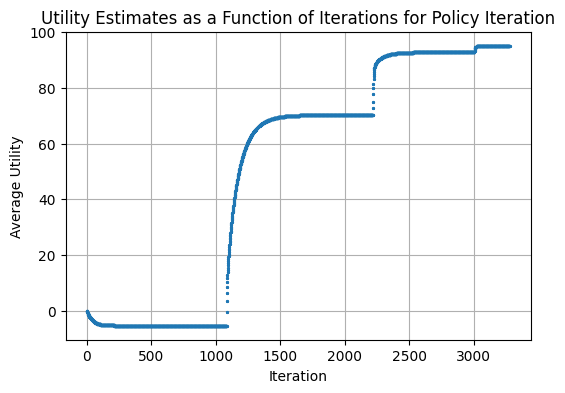 Utility Estimates as a Function of Iterations for Policy Iteration
Average Utility
100
80
60
40
20
0
0 500 1000 1500 2000 2500 3000
Iteration